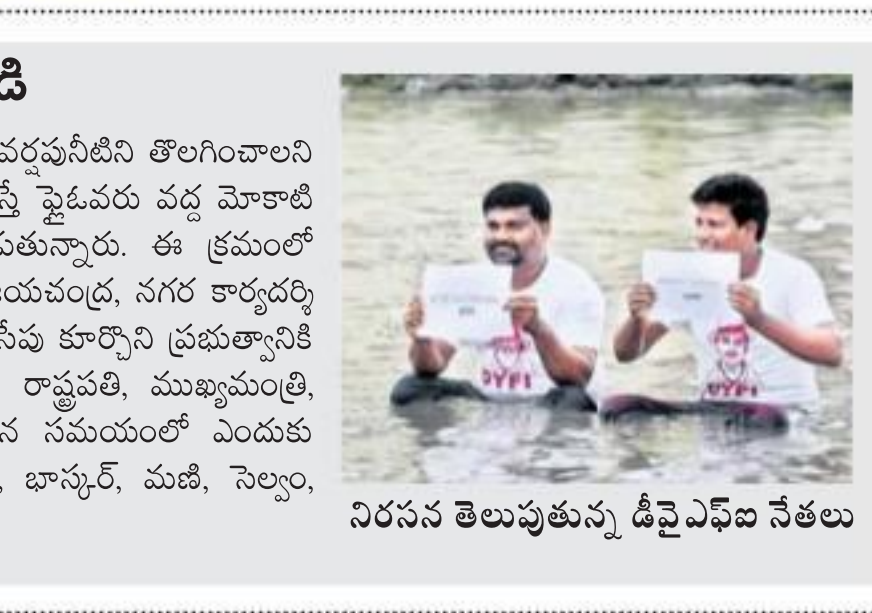 డి
వర్షపునీటిని తొలగించాలని
స్తే ఫ్లైఓవరు వద్ద మోకాటి
పుతున్నారు. ఈ క్రమంలో
జయచంద్ర, నగర కార్యదర్శి
సేపు కూర్చొని ప్రభుత్వానికి
రాష్ట్రపతి, ముఖ్యమంత్రి,
న సమయంలో ఎందుకు
, భాస్కర్, మణి, సెల్వం,
DYFI
DYFI
నిరసన తెలుపుతున్న డీవైఎఫ్ఐ నేతలు